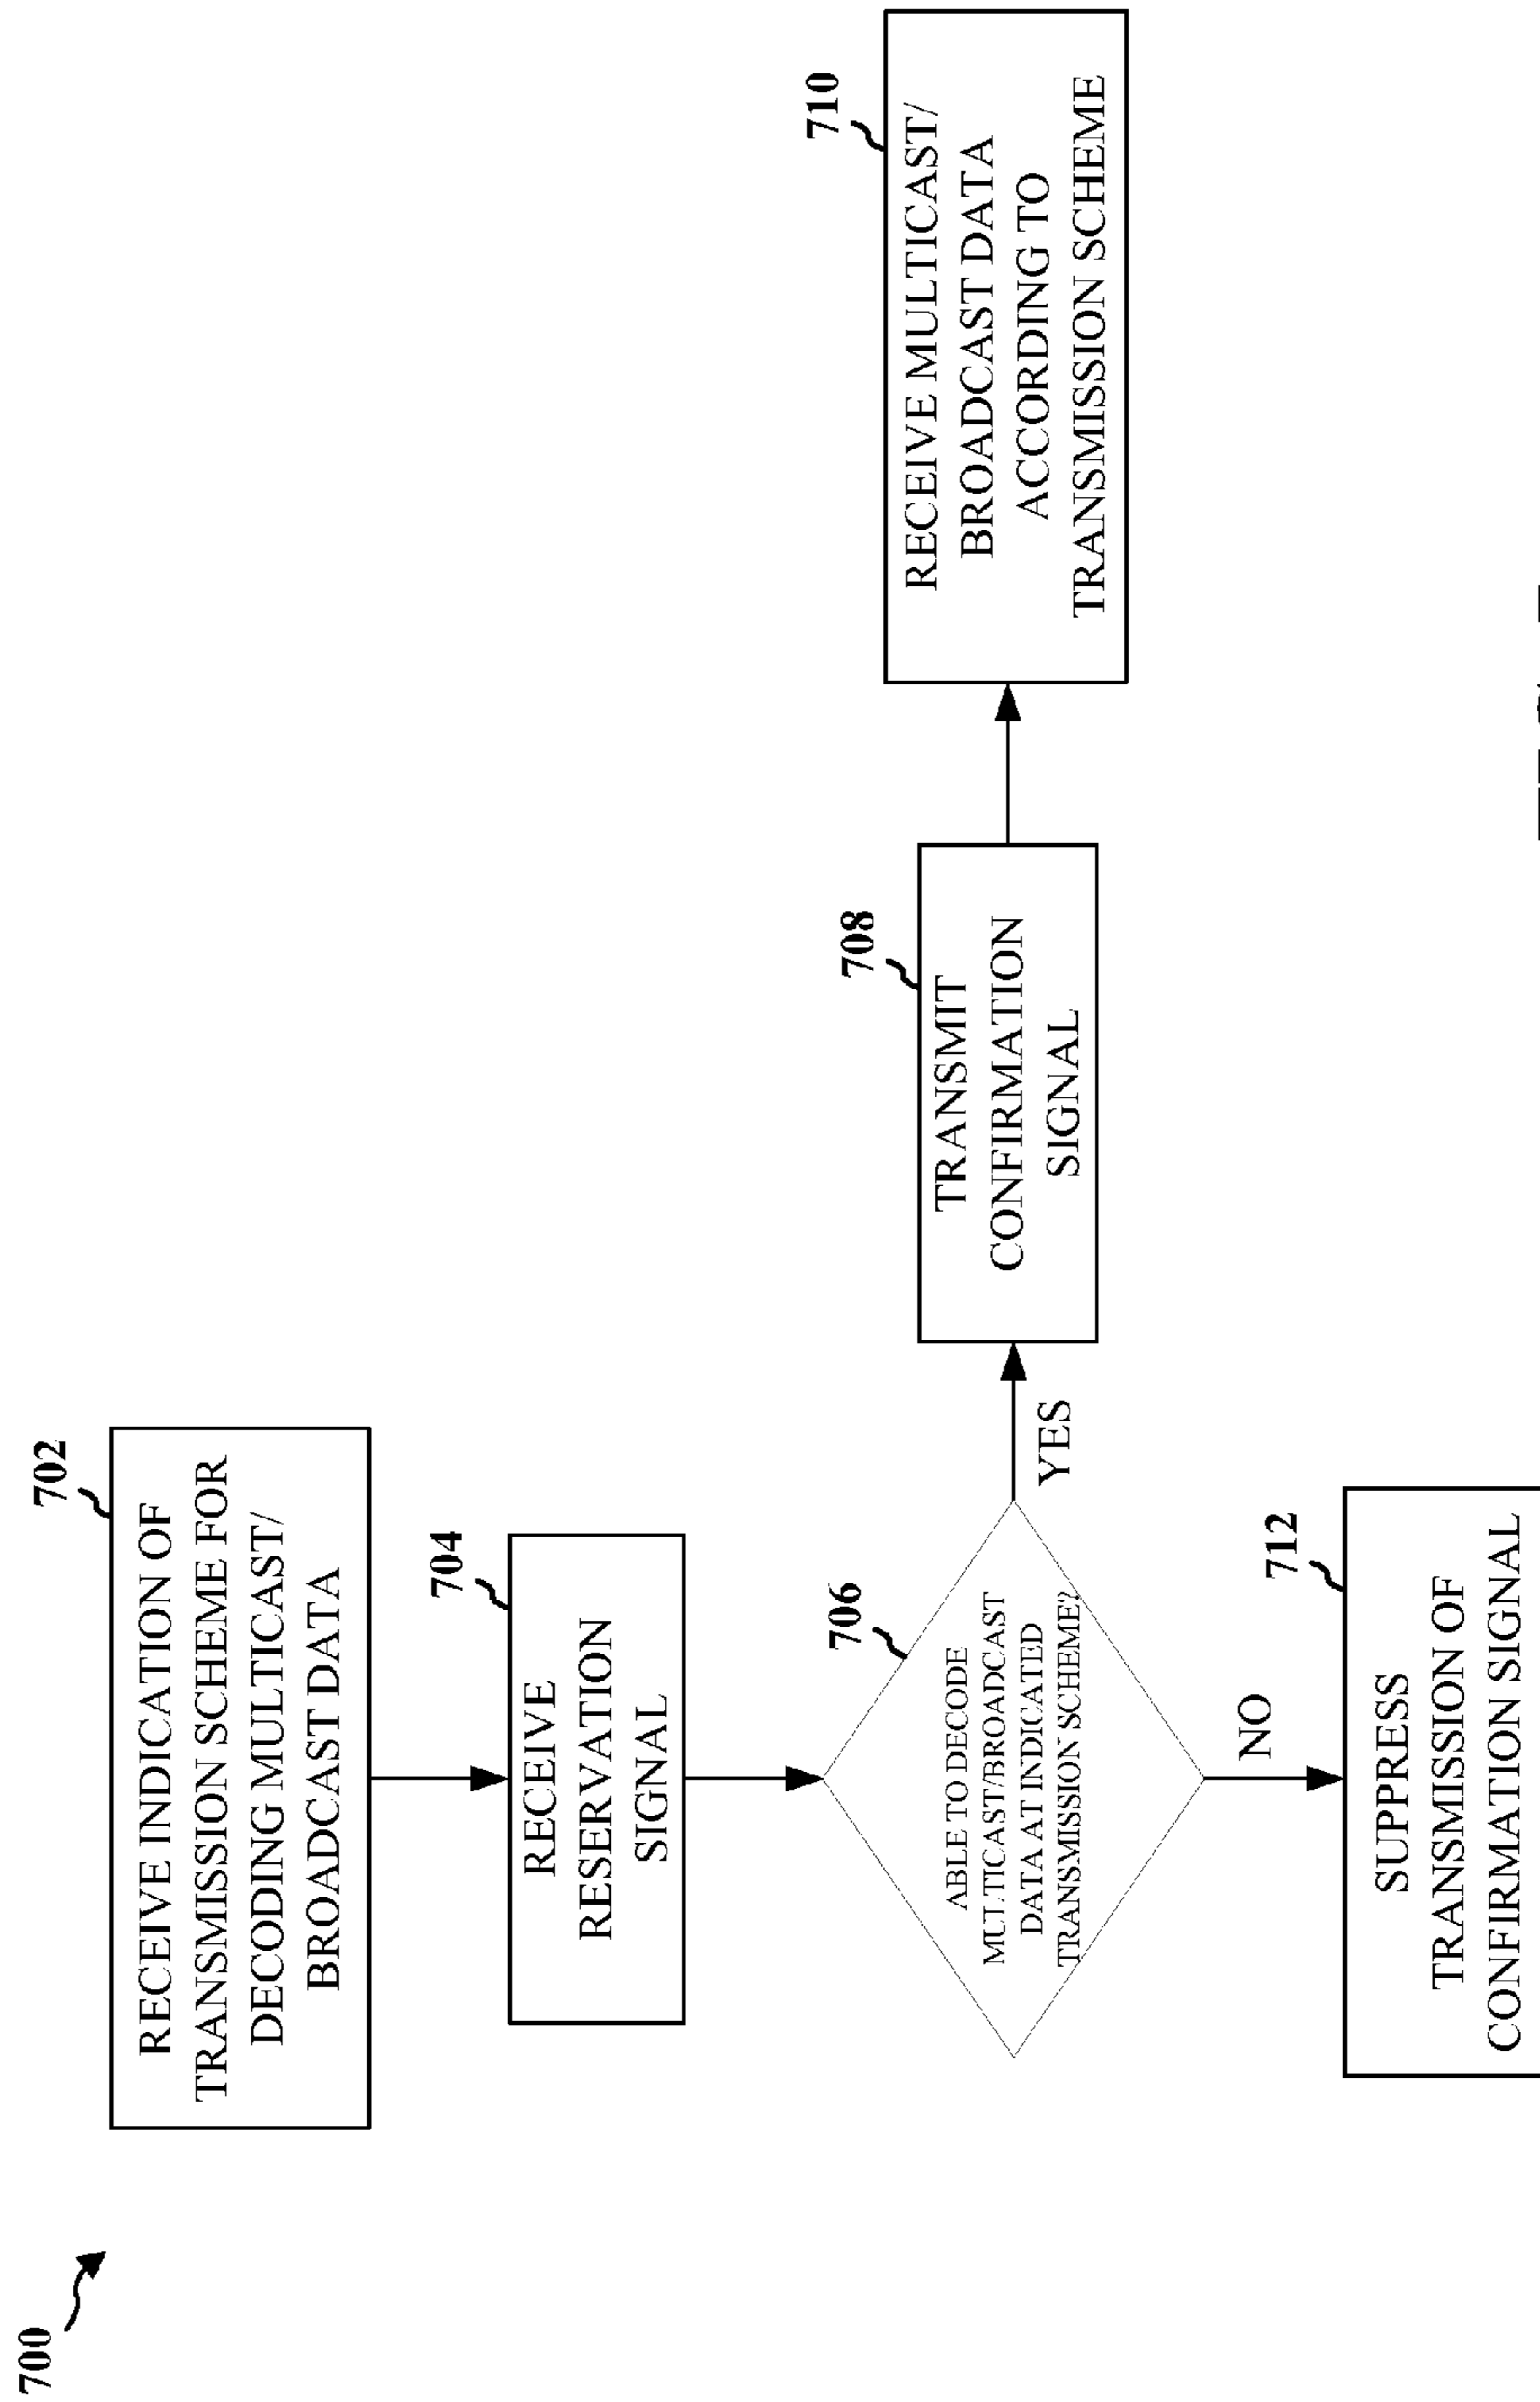 700
702
RECEIVE INDICATION OF
TRANSMISSION SCHEME FOR
DECODING MULTICAST/
BROADCAST DATA
704
RECEIVE
RESERVATION
SIGNAL
706
ABLE TO DECODE
MULTICAST/BROADCAST
DATA AT INDICATED
TRANSMISSION SCHEME?
YES
708
TRANSMIT
CONFIRMATION
SIGNAL
710
RECEIVE MULTICAST/
BROADCAST DATA
ACCORDING TO
TRANSMISSION SCHEME
NO
712
SUPPRESS
TRANSMISSION OF
CONFIRMATION SIGNAL